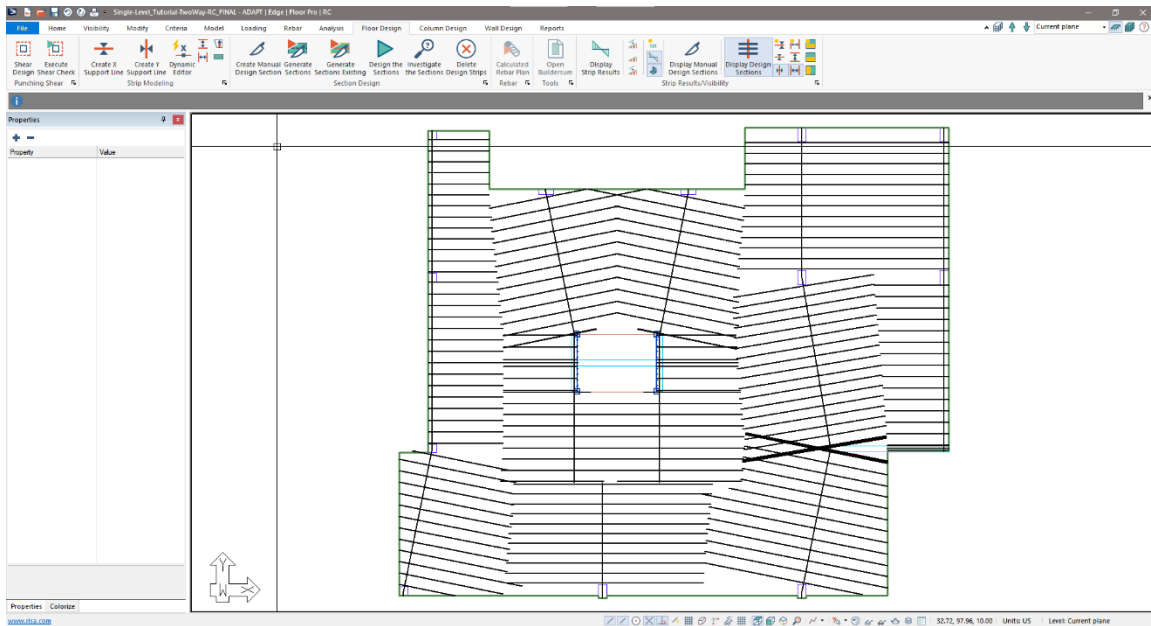 Single-Level_Tutorial-TwoWay-RC_FINAL - ADAPT | Edge | Floor Pro | RC
File Home Visibility Modify Criteria Model Loading Rebar Analysis Floor Design Column Design Wall Design Reports Current plane
Shear Design Execute Shear Check Create X Support Line Create Y Support Line Dynamic Editor Create Manual Design Section Generate Sections Generate Sections Existing Design the Sections Investigate the Sections Delete Design Strips Calculated Rebar Plan Open Buildersum Display Strip Results Display Manual Design Sections Display Design Sections
Punching Shear Strip Modeling Section Design Rebar Tools Strip Results/Visibility
Properties
Property Value
Y
W X
Properties Colorize
www.risa.com 32.72, 97.96, 10.00 Units: US Level: Current plane